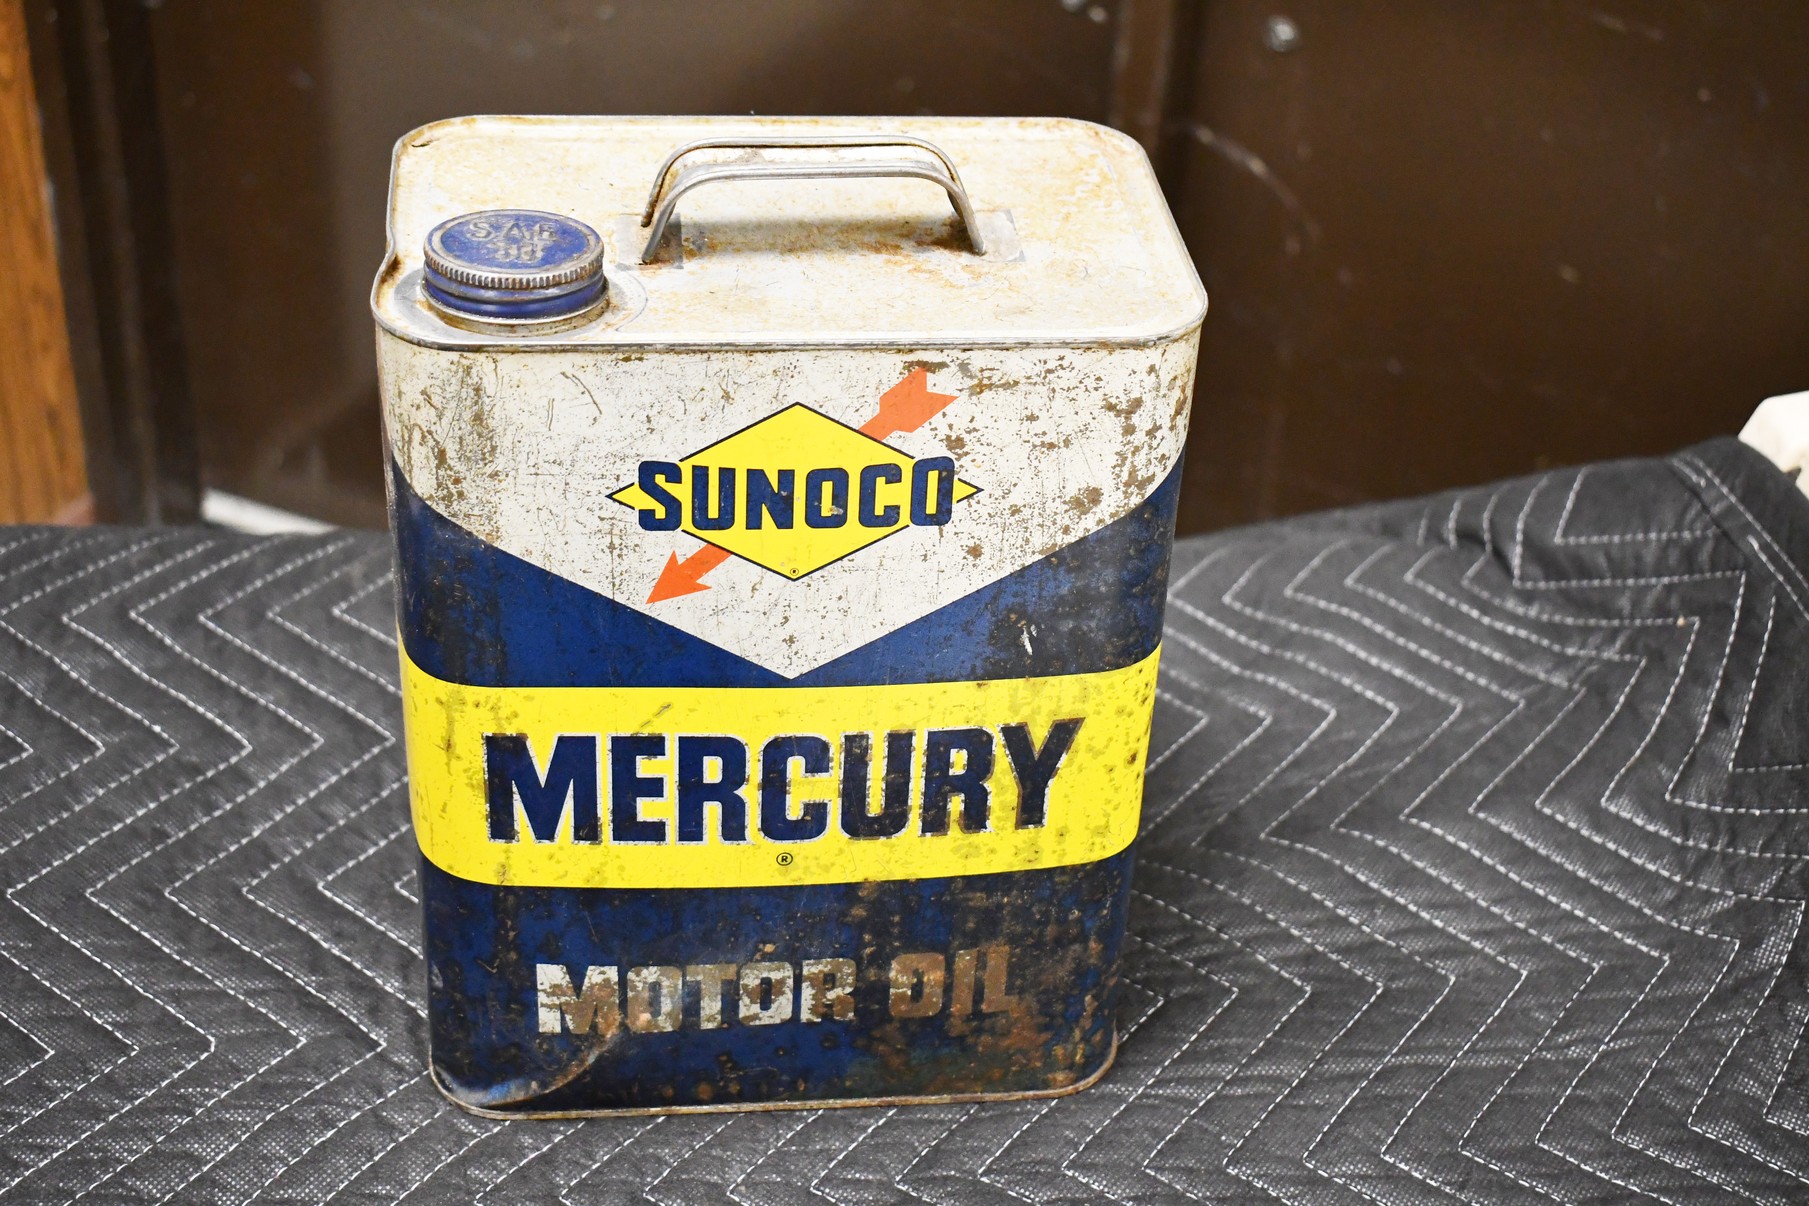 SAE
SUNOCO
®
MERCURY
®
MOTOR OIL